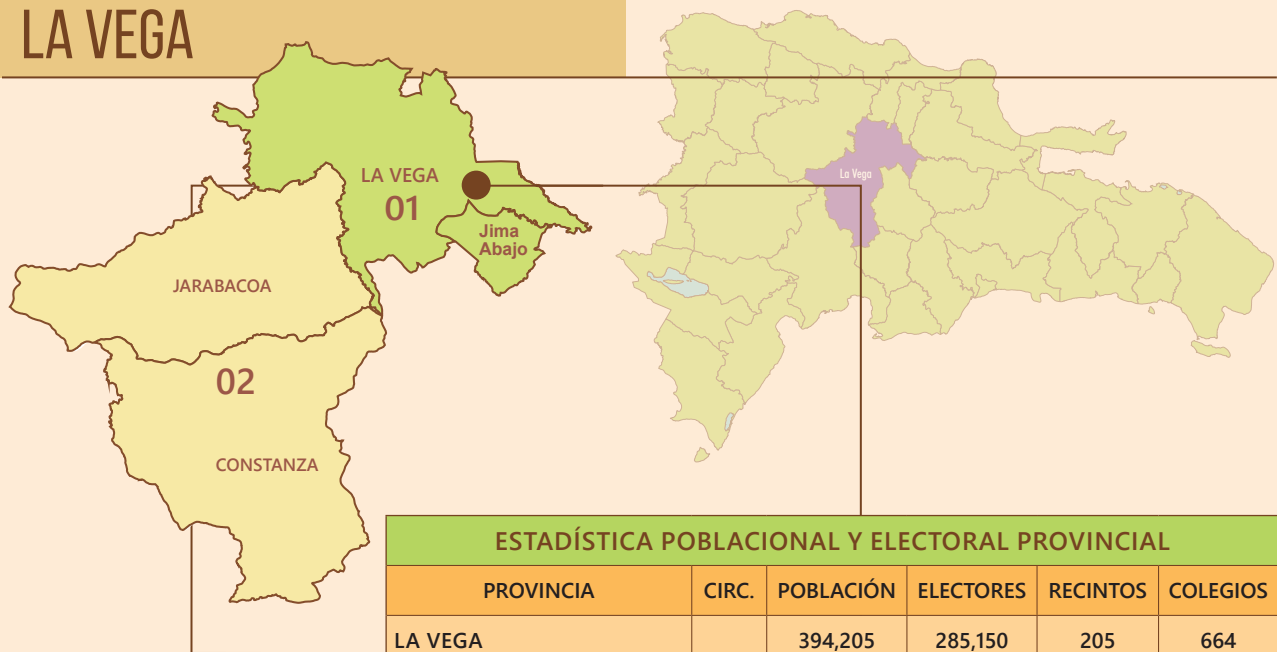 LA VEGA
LA VEGA
01
Jima
Abajo
JARABACOA
02
CONSTANZA
La Vega
ESTADÍSTICA POBLACIONAL Y ELECTORAL PROVINCIAL
PROVINCIA CIRC. POBLACIÓN ELECTORES RECINTOS COLEGIOS
LA VEGA 394,205 285,150 205 664